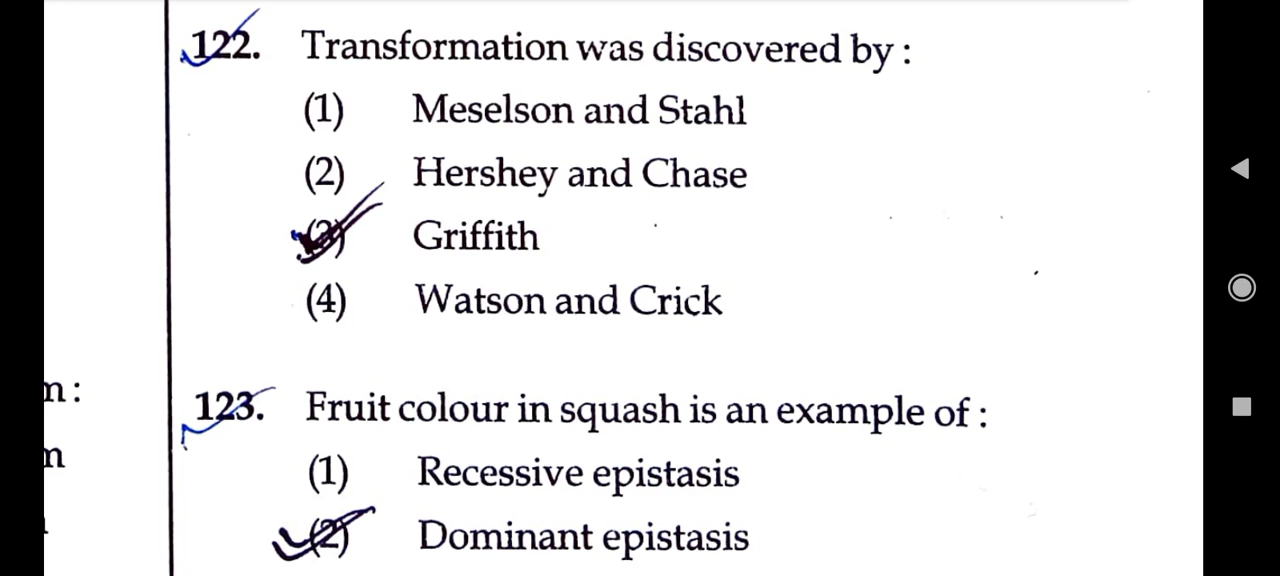 122. Transformation was discovered by :
(1) Meselson and Stahl
(2) Hershey and Chase
(3) Griffith
(4) Watson and Crick
n :
123. Fruit colour in squash is an example of :
n
(1) Recessive epistasis
(2) Dominant epistasis